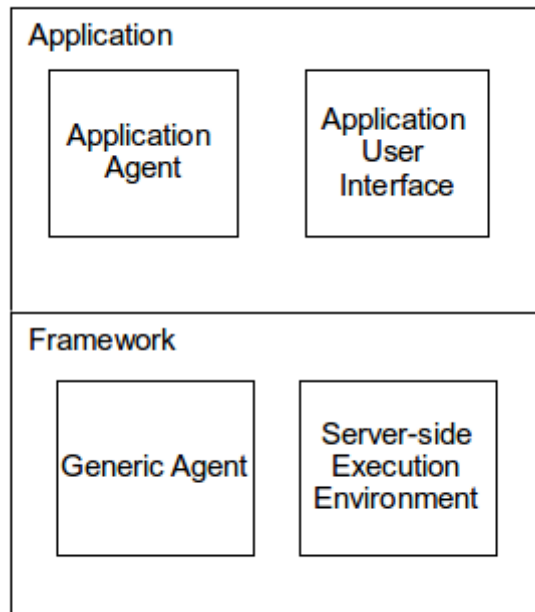 Application
Application
Agent
Application
User
Interface
Framework
Generic Agent
Server-side
Execution
Environment